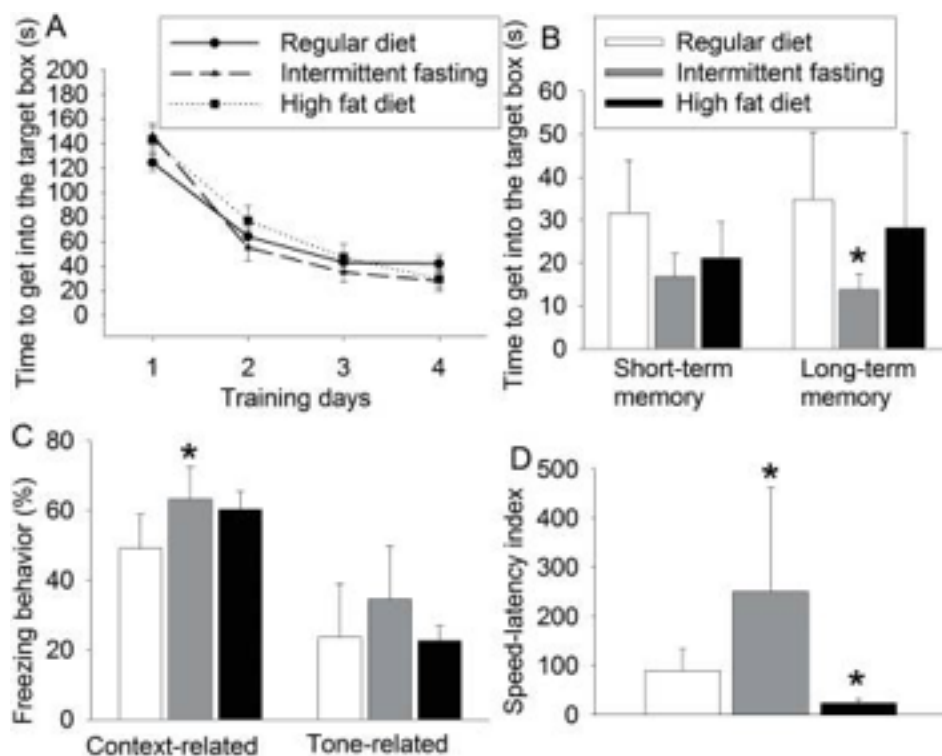 A
Time to get into the target box (s)
Regular diet
Intermittent fasting
High fat diet
200
180
160
140
120
100
80
60
40
20
0
1 2 3 4
Training days
B
Time to get into the target box (s)
Regular diet
Intermittent fasting
High fat diet
60
50
40
30
20
10
0
*
Short-term memory
Long-term memory
C
Freezing behavior (%)
80
60
40
20
0
*
Context-related Tone-related
D
Speed-latency index
500
400
300
200
100
0
*
*